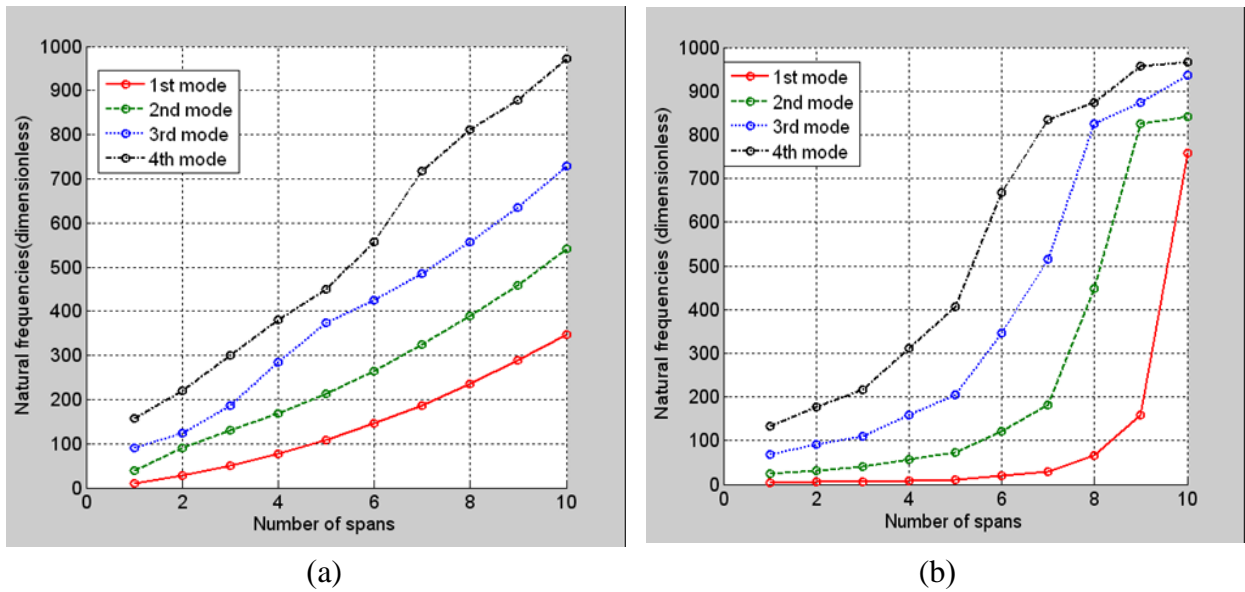 1000
900
800
700
600
500
400
300
200
100
0
Natural frequencies(dimensionless)
1st mode
2nd mode
3rd mode
4th mode
0 2 4 6 8 10
Number of spans
(a)
1000
900
800
700
600
500
400
300
200
100
0
Natural frequencies (dimensionless)
1st mode
2nd mode
3rd mode
4th mode
0 2 4 6 8 10
Number of spans
(b)